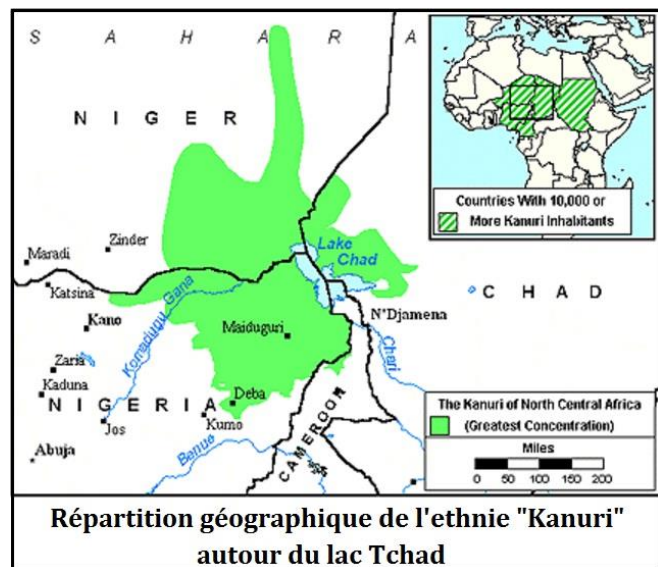 S A H A R A
N I G E R
Zinder
Maradi
Katsina
Kano
Komadugu Gana
Lake
Chad
C H A D
N'Djamena
Maiduguri
Chari
Zaria
Kaduna
NIGERIA
Deba
Jos
Kumo
Abuja
Benue
CAMEROON
Countries With 10,000 or
More Kanuri Inhabitants
The Kanuri of North Central Africa
(Greatest Concentration)
Miles
0 50 100 150 200
Répartition géographique de l'ethnie "Kanuri"
autour du lac Tchad